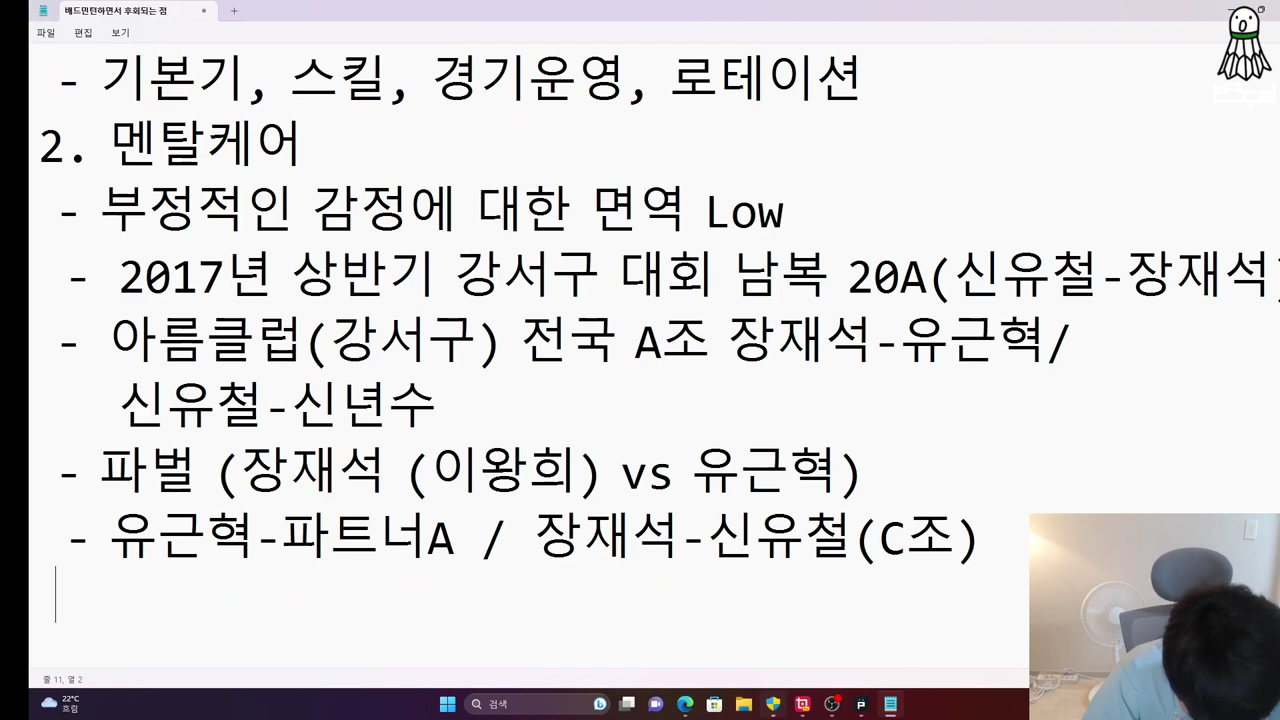 배드민턴하면서 후회되는 점
파일 편집 보기
- 기본기, 스킬, 경기운영, 로테이션
2. 멘탈케어
- 부정적인 감정에 대한 면역 Low
- 2017년 상반기 강서구 대회 남복 20A(신유철-장재석)
- 아름클럽(강서구) 전국 A조 장재석-유근혁/
신유철-신년수
- 파벌 (장재석 (이왕희) vs 유근혁)
- 유근혁-파트너A / 장재석-신유철(C조)
줄 11, 열 2
22°C
흐림
검색